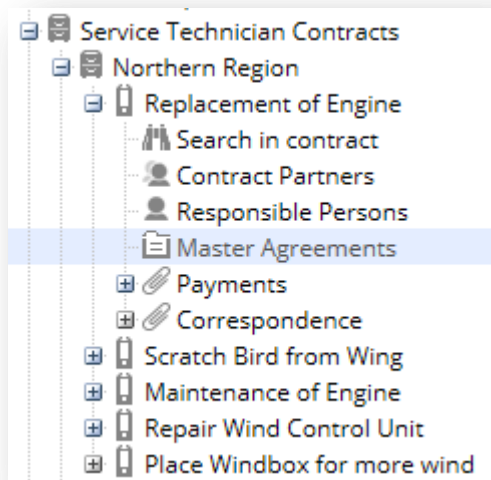 Service Technician Contracts
Northern Region
Replacement of Engine
Search in contract
Contract Partners
Responsible Persons
Master Agreements
Payments
Correspondence
Scratch Bird from Wing
Maintenance of Engine
Repair Wind Control Unit
Place Windbox for more wind